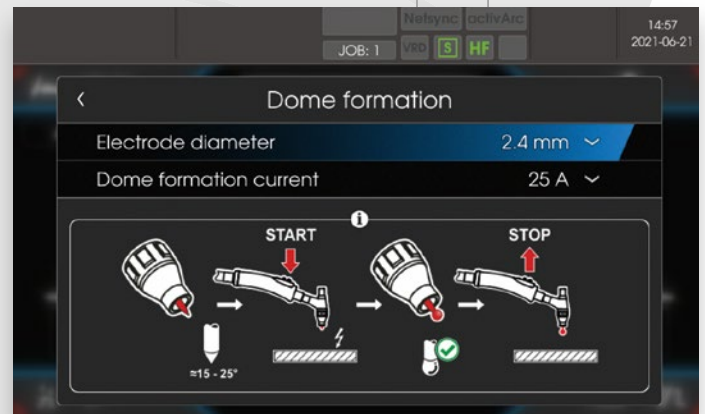 Netsync activArc
14:57
JOB: 1 VRD S HF
2021-06-21
Dome formation
Electrode diameter 2.4 mm
Dome formation current 25 A
i
START STOP
≈15 - 25°